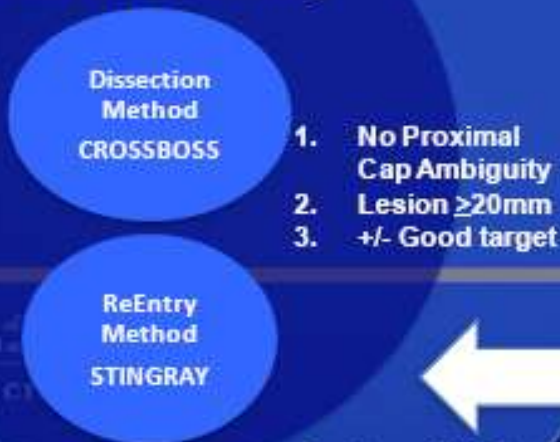 Dissection
Method
CROSSBOSS
1. No Proximal
Cap Ambiguity
2. Lesion ≥20mm
3. +/- Good target
ReEntry
Method
STINGRAY